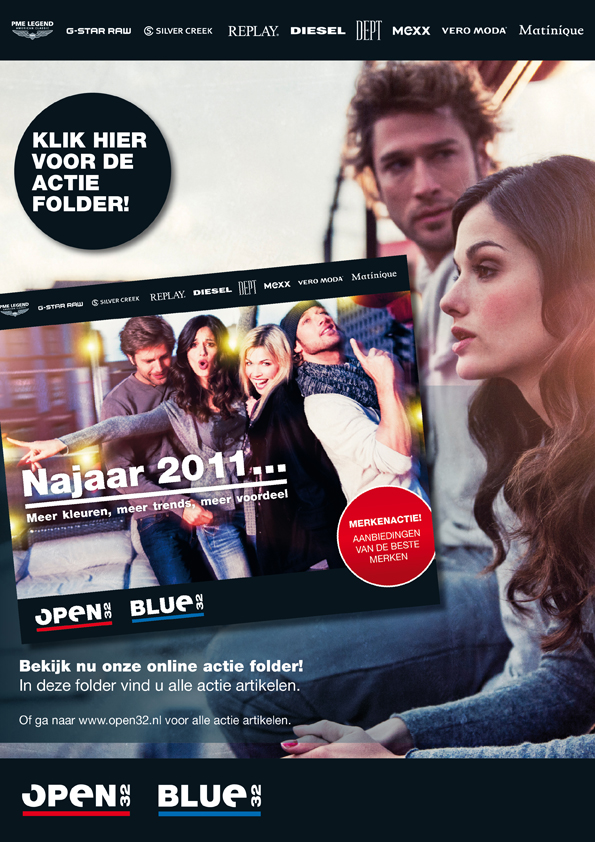 PME LEGEND
AMERICAN CLASSIC
G-STAR RAW
SILVER CREEK
REPLAY
DIESEL
DEPT
MEXX
VERO MODA
Matinique
KLIK HIER
VOOR DE
ACTIE
FOLDER!
PME LEGEND
G-STAR RAW
SILVER CREEK
REPLAY
DIESEL
DEPT
MEXX
VERO MODA
Matinique
Najaar 2011...
Meer kleuren, meer trends, meer voordeel
MERKENACTIE!
AANBIEDINGEN
VAN DE BESTE
MERKEN
OPEN32
BLUE32
Bekijk nu onze online actie folder!
In deze folder vind u alle actie artikelen.
Of ga naar www.open32.nl voor alle actie artikelen.
OPEN32
BLUE32